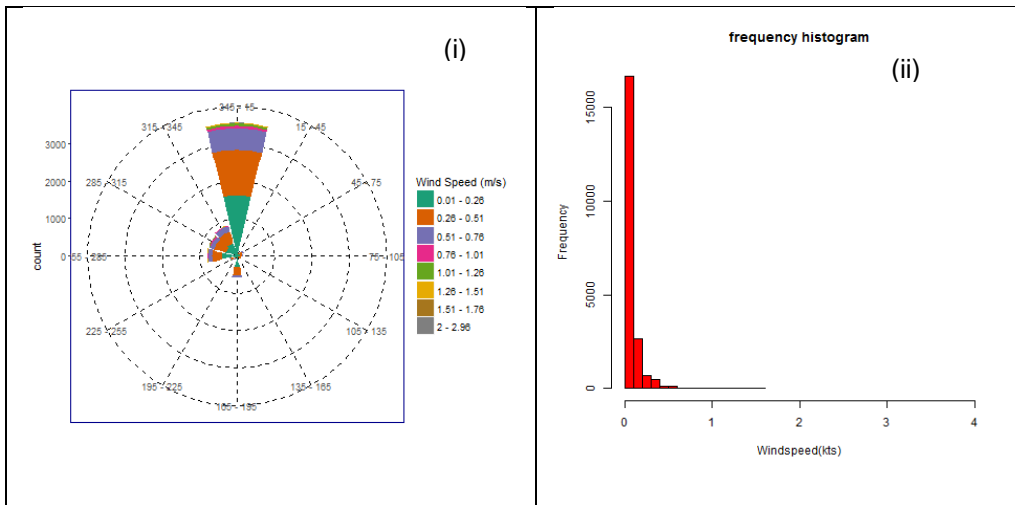 (i)
345 - 15
315 - 345
15 - 45
285 - 315
45 - 75
75 - 105
225 - 255
105 - 135
195 - 225
135 - 165
165 - 195
3000
2000
1000
0
count
Wind Speed (m/s)
0.01 - 0.26
0.26 - 0.51
0.51 - 0.76
0.76 - 1.01
1.01 - 1.26
1.26 - 1.51
1.51 - 1.76
2 - 2.96
frequency histogram
(ii)
15000
10000
5000
0
Frequency
0 1 2 3 4
Windspeed(kts)